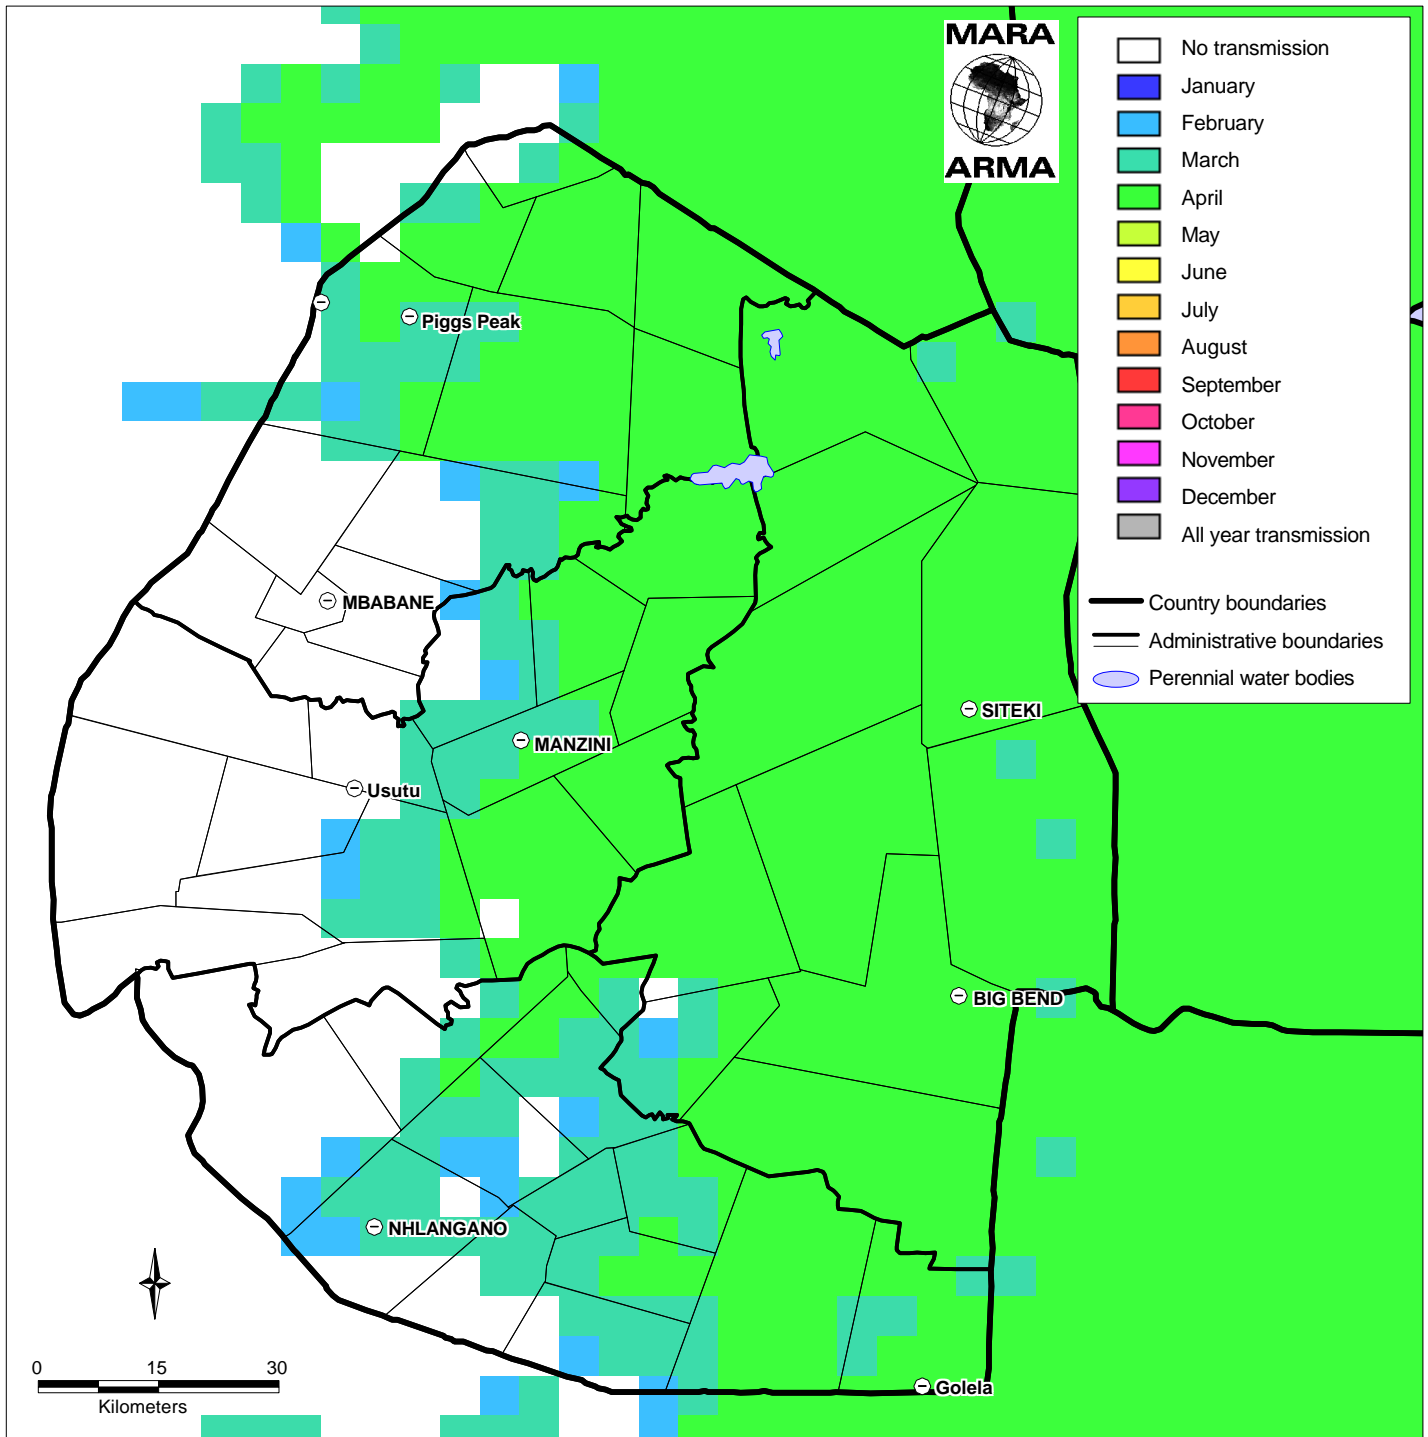 MARA
ARMA
No transmission
January
February
March
April
May
June
July
August
September
October
November
December
All year transmission
Country boundaries
Administrative boundaries
Perennial water bodies
Piggs Peak
MBABANE
SITEKI
MANZINI
Usutu
BIG BEND
NHLANGANO
Golela
0 15 30
Kilometers